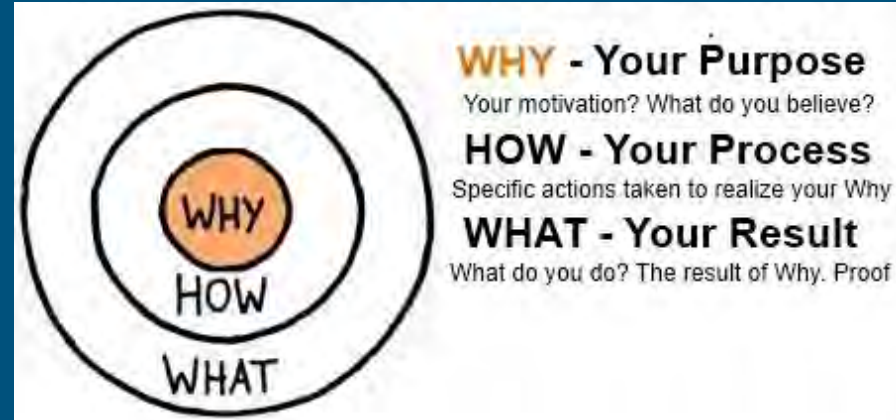 WHY
HOW
WHAT
WHY - Your Purpose
Your motivation? What do you believe?
HOW - Your Process
Specific actions taken to realize your Why
WHAT - Your Result
What do you do? The result of Why. Proof